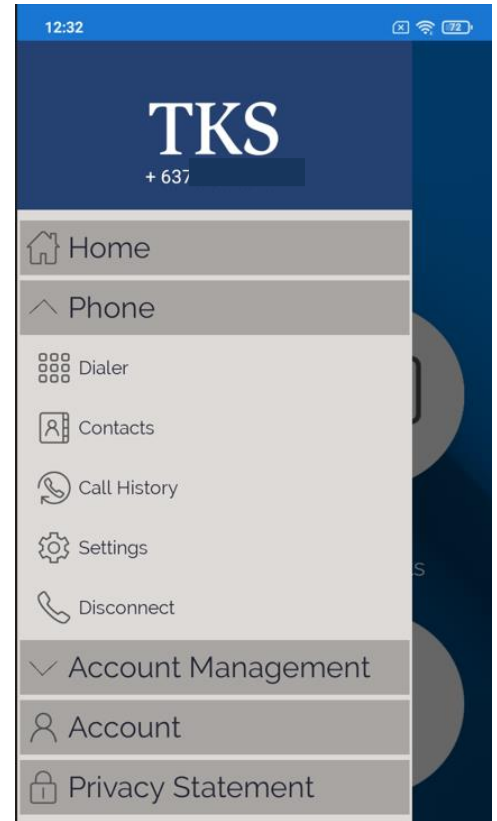 12:32
72
TKS
+ 637
Home
Phone
Dialer
Contacts
Call History
Settings
Disconnect
Account Management
Account
Privacy Statement
s